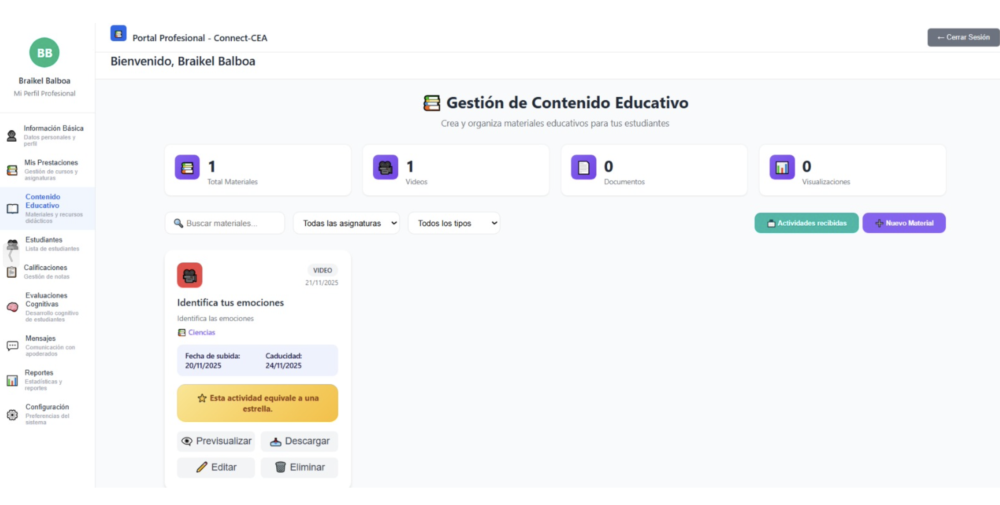 BB
Braikel Balboa
Mi Perfil Profesional
Información Básica
Datos personales y
perfil
Mis Prestaciones
Gestión de cursos y
asignaturas
Contenido
Educativo
Materiales y recursos
didácticos
Estudiantes
Lista de estudiantes
Calificaciones
Gestión de notas
Evaluaciones
Cognitivas
Desarrollo cognitivo
de estudiantes
Mensajes
Comunicación con
apoderados
Reportes
Estadísticas y
reportes
Configuración
Preferencias del
sistema
Portal Profesional - Connect-CEA
← Cerrar Sesión
Bienvenido, Braikel Balboa
Gestión de Contenido Educativo
Crea y organiza materiales educativos para tus estudiantes
1
Total Materiales
1
Videos
0
Documentos
0
Visualizaciones
Buscar materiales...
Todas las asignaturas
Todos los tipos
Actividades recibidas
Nuevo Material
VIDEO
21/11/2025
Identifica tus emociones
Identifica las emociones
Ciencias
Fecha de subida: Caducidad:
20/11/2025 24/11/2025
Esta actividad equivale a una
estrella.
Previsualizar
Descargar
Editar
Eliminar